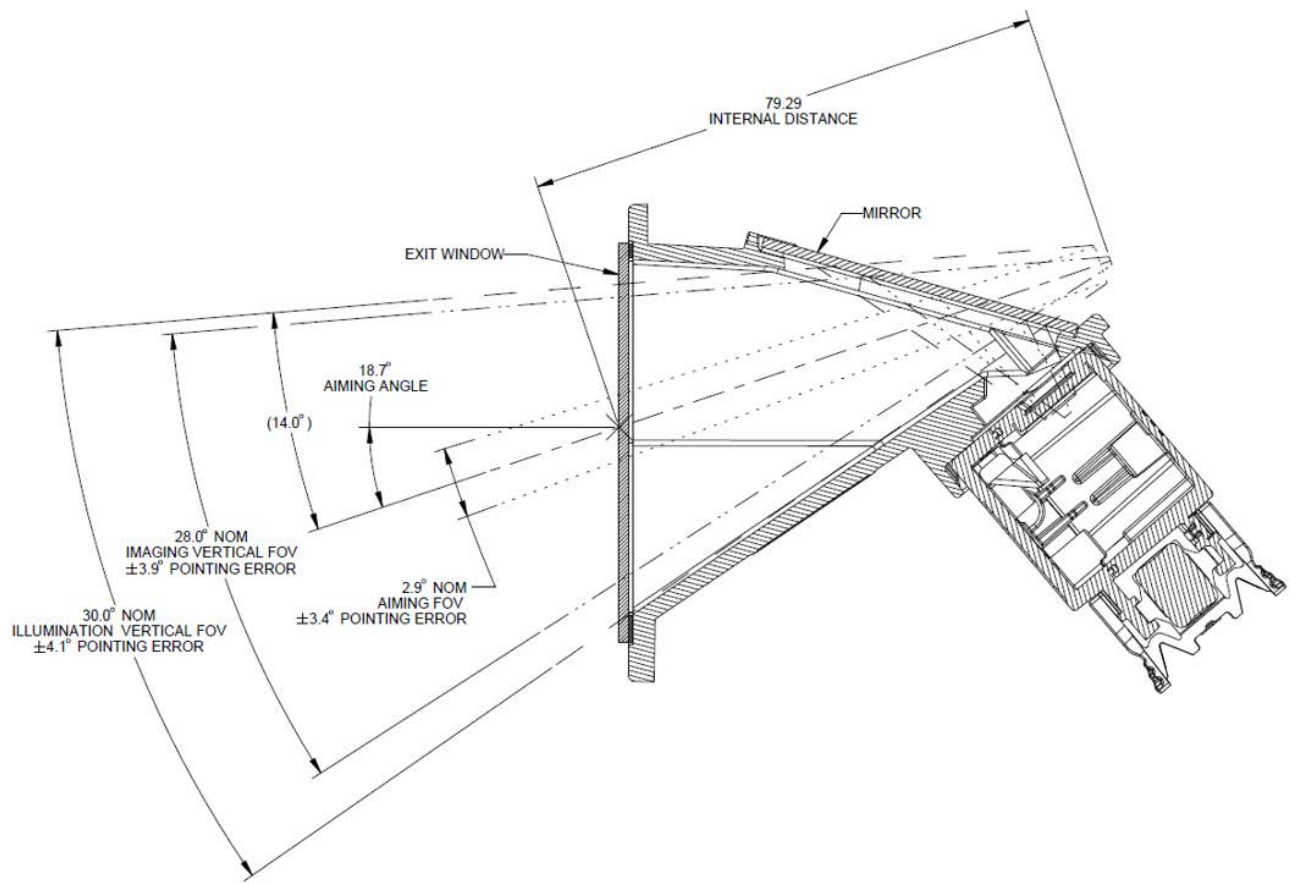 79.29
INTERNAL DISTANCE
MIRROR
EXIT WINDOW
18.7°
AIMING ANGLE
(14.0°)
28.0° NOM
IMAGING VERTICAL FOV
±3.9° POINTING ERROR
2.9° NOM
AIMING FOV
±3.4° POINTING ERROR
30.0° NOM
ILLUMINATION VERTICAL FOV
±4.1° POINTING ERROR